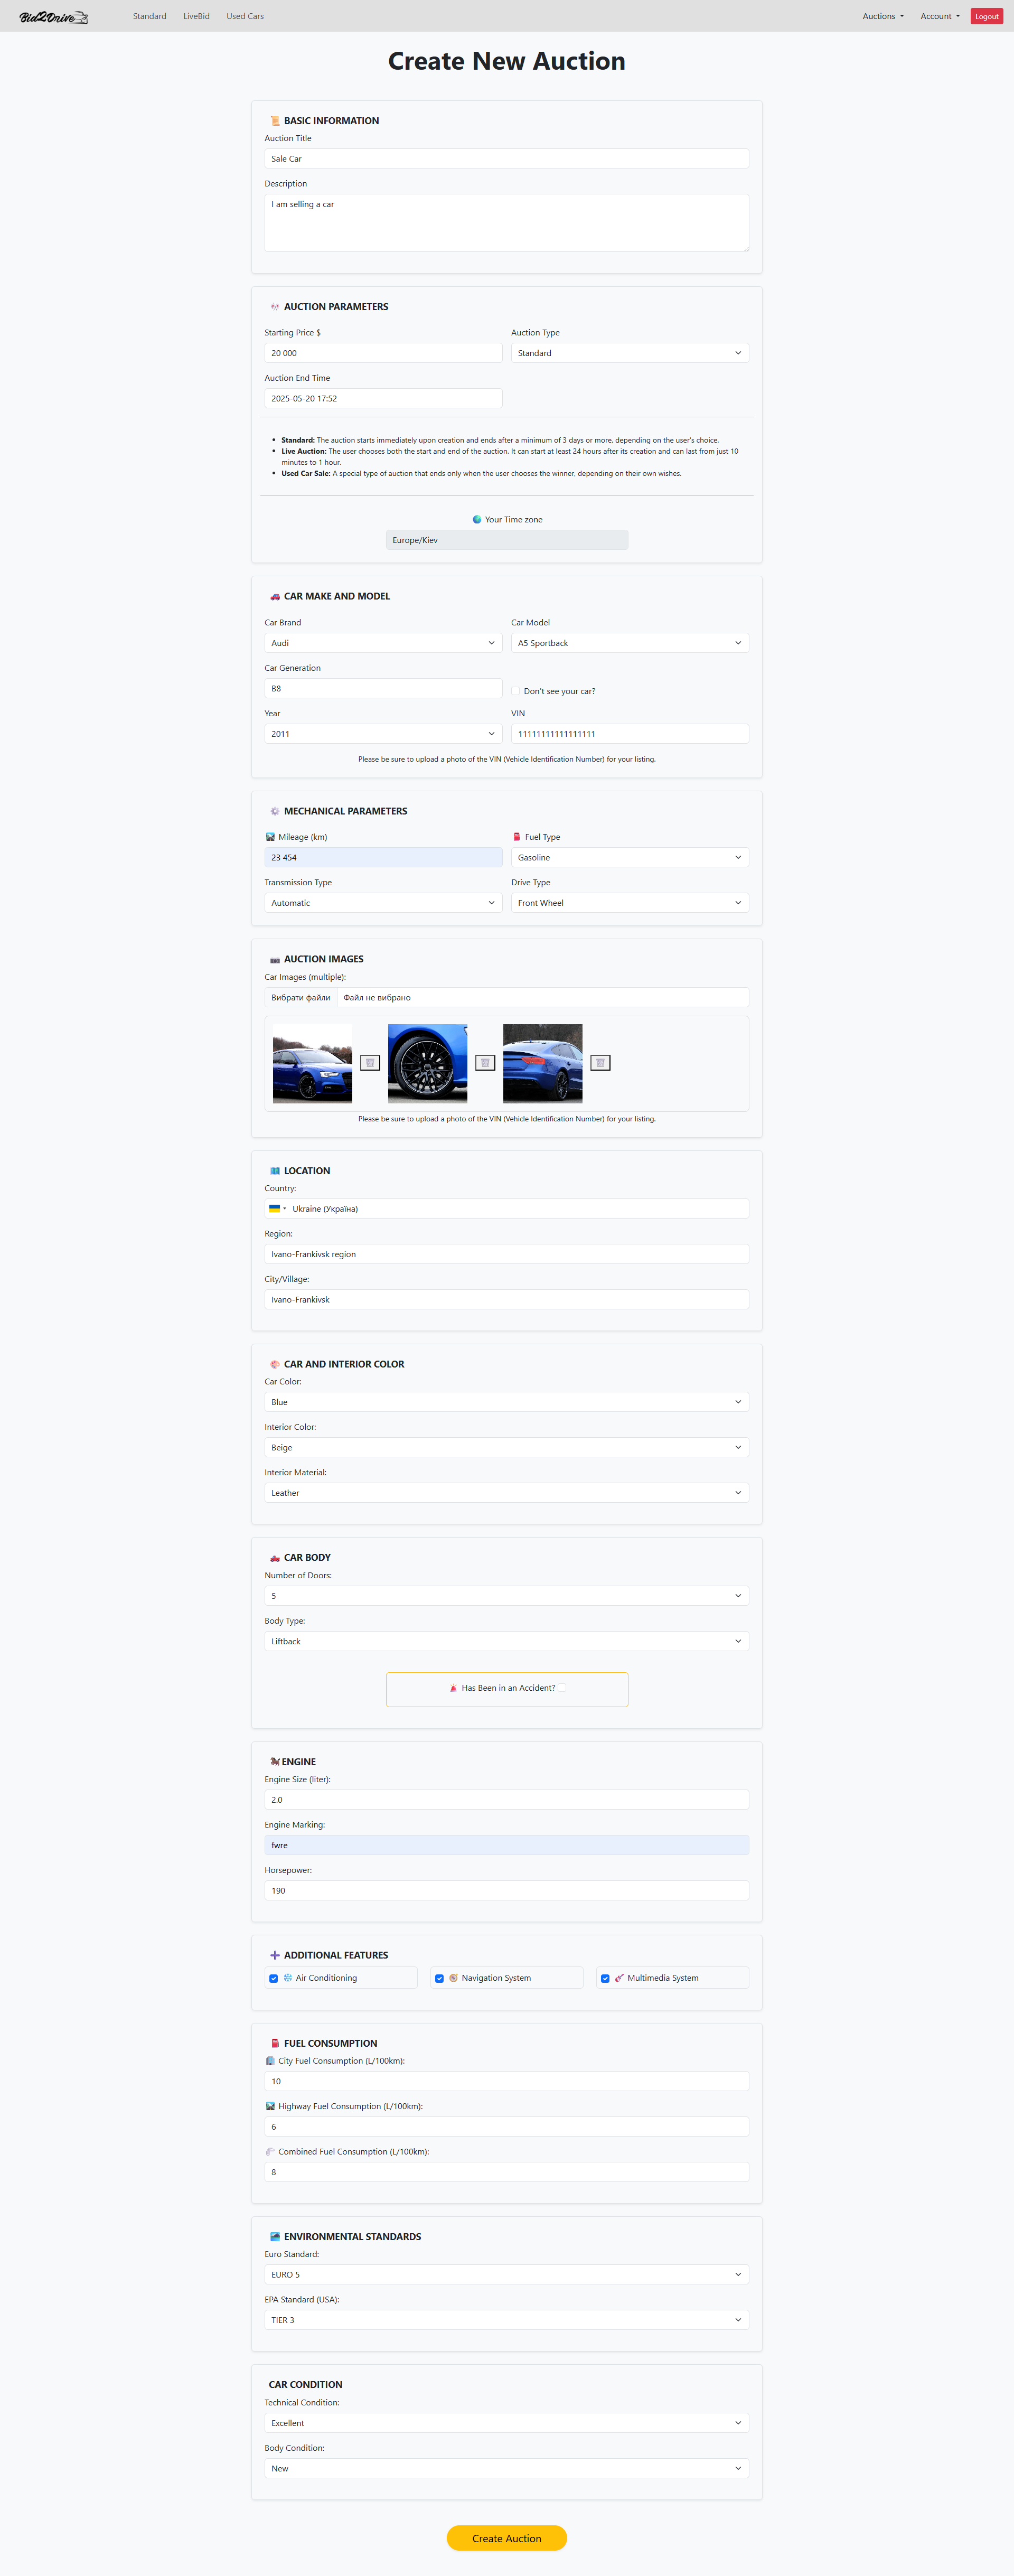 Bid2Drive
Standard LiveBid Used Cars Auctions Account Logout
Create New Auction
BASIC INFORMATION
Auction Title
Sale Car
Description
I am selling a car
AUCTION PARAMETERS
Starting Price $ Auction Type
20 000 Standard
Auction End Time
2025-05-20 17:52
Standard: The auction starts immediately upon creation and ends after a minimum of 3 days or more, depending on the user's choice.
Live Auction: The user chooses both the start and end of the auction. It can start at least 24 hours after its creation and can last from just 10
minutes to 1 hour.
Used Car Sale: A special type of auction that ends only when the user chooses the winner, depending on their own wishes.
Your Time zone
Europe/Kiev
CAR MAKE AND MODEL
Car Brand Car Model
Audi A5 Sportback
Car Generation
B8 Don't see your car?
Year VIN
2011 11111111111111111
Please be sure to upload a photo of the VIN (Vehicle Identification Number) for your listing.
MECHANICAL PARAMETERS
Mileage (km) Fuel Type
23 454 Gasoline
Transmission Type Drive Type
Automatic Front Wheel
AUCTION IMAGES
Car Images (multiple):
Вибрати файли Файл не вибрано
Please be sure to upload a photo of the VIN (Vehicle Identification Number) for your listing.
LOCATION
Country:
Ukraine (Україна)
Region:
Ivano-Frankivsk region
City/Village:
Ivano-Frankivsk
CAR AND INTERIOR COLOR
Car Color:
Blue
Interior Color:
Beige
Interior Material:
Leather
CAR BODY
Number of Doors:
5
Body Type:
Liftback
Has Been in an Accident?
ENGINE
Engine Size (liter):
2.0
Engine Marking:
fwre
Horsepower:
190
ADDITIONAL FEATURES
Air Conditioning Navigation System Multimedia System
FUEL CONSUMPTION
City Fuel Consumption (L/100km):
10
Highway Fuel Consumption (L/100km):
6
Combined Fuel Consumption (L/100km):
8
ENVIRONMENTAL STANDARDS
Euro Standard:
EURO 5
EPA Standard (USA):
TIER 3
CAR CONDITION
Technical Condition:
Excellent
Body Condition:
New
Create Auction